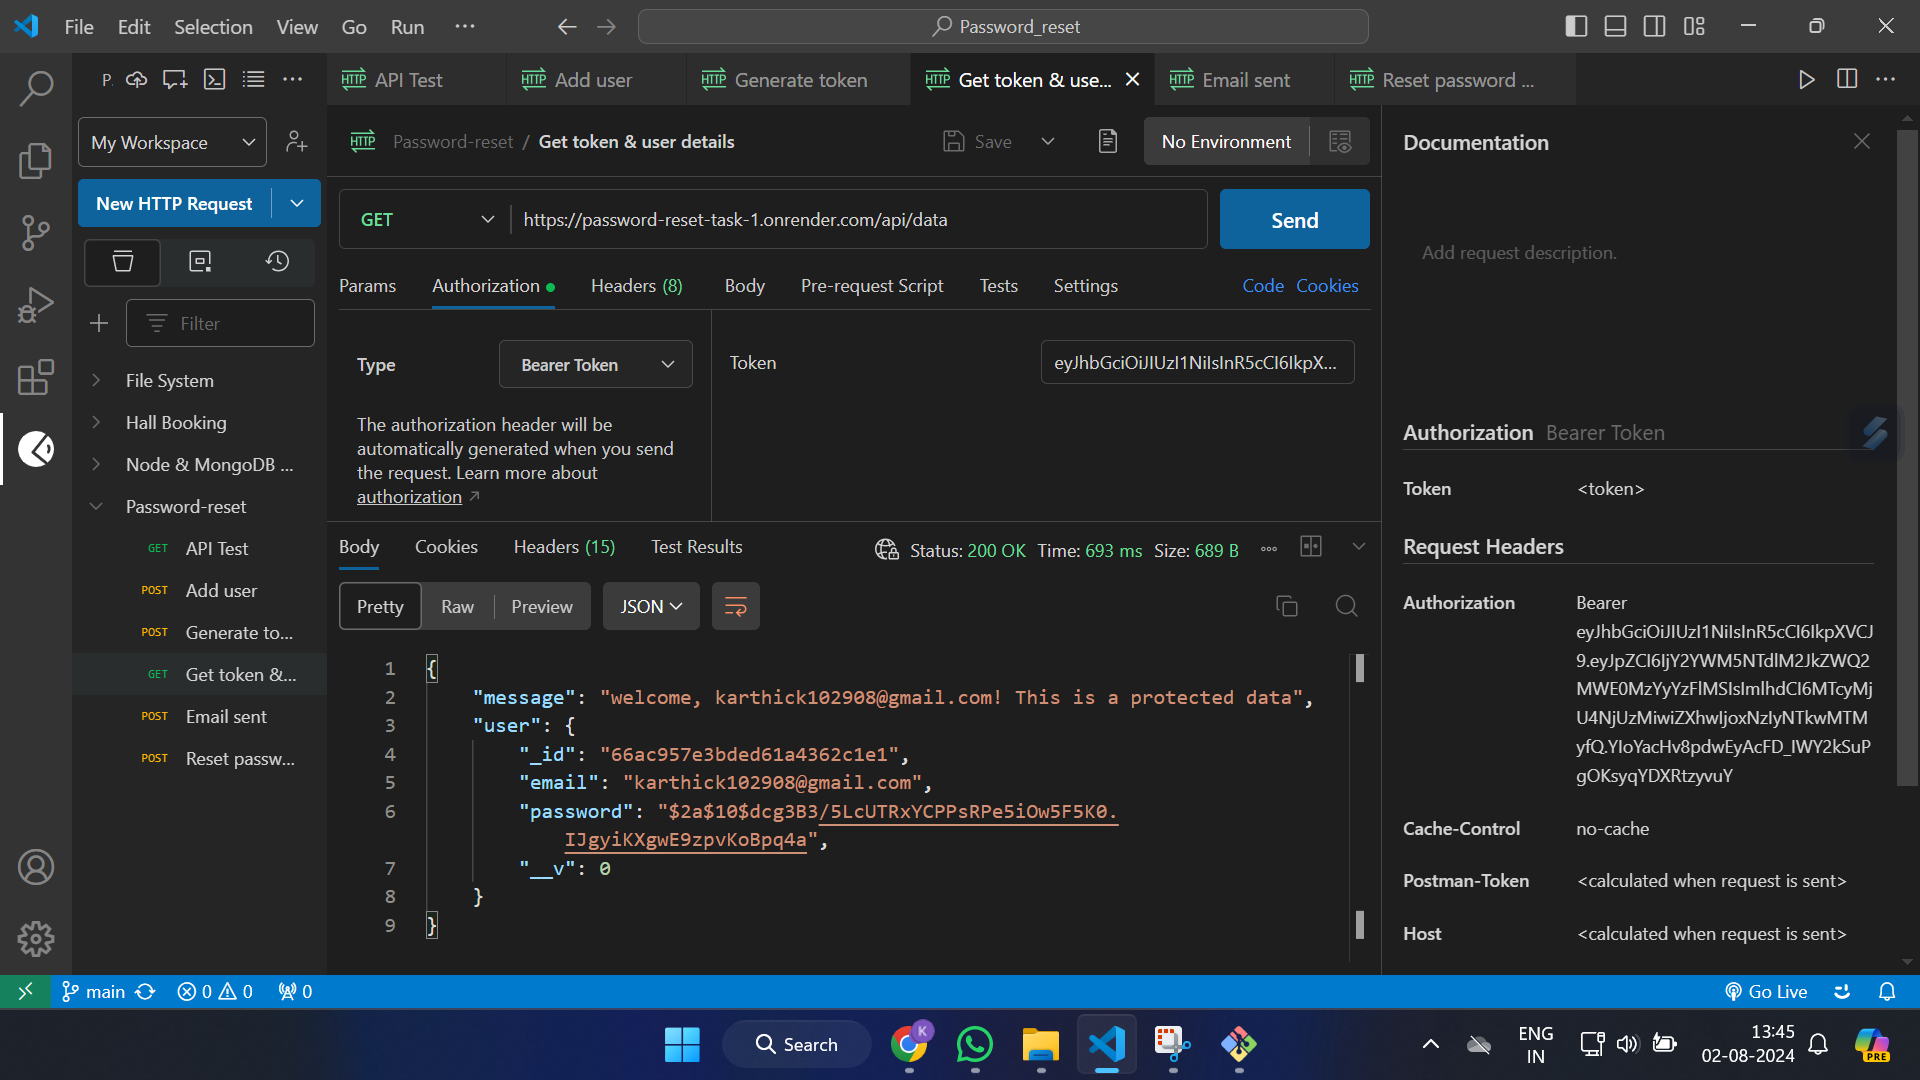 File Edit Selection View Go Run ···
Password_reset
P.
API Test
Add user
Generate token
Get token & use...
Email sent
Reset password ...
My Workspace
New HTTP Request
Filter
File System
Hall Booking
Node & MongoDB ...
Password-reset
GET API Test
POST Add user
POST Generate to...
GET Get token &...
POST Email sent
POST Reset passw...
HTTP Password-reset / Get token & user details
Save
No Environment
GET https://password-reset-task-1.onrender.com/api/data
Send
Params Authorization Headers (8) Body Pre-request Script Tests Settings Code Cookies
Type Bearer Token
The authorization header will be
automatically generated when you send
the request. Learn more about
authorization
Token
eyJhbGciOiJIUzI1NiIsInR5cCI6IkpX...
Body Cookies Headers (15) Test Results
Status: 200 OK Time: 693 ms Size: 689 B
Pretty Raw Preview JSON
1 {
2 "message": "welcome, karthick102908@gmail.com! This is a protected data",
3 "user": {
4 "_id": "66ac957e3bded61a4362c1e1",
5 "email": "karthick102908@gmail.com",
6 "password": "$2a$10$dcg3B3/5LcUTRxYCPPsRPe5iOw5F5K0.
IJgyiKXgwE9zpvKoBpq4a",
7 "__v": 0
8 }
9 }
Documentation
Add request description.
Authorization Bearer Token
Token <token>
Request Headers
Authorization Bearer
eyJhbGciOiJIUzI1NiIsInR5cCI6IkpXVCJ
9.eyJpZCI6IjY2YWM5NTdlM2JkZWQ2
MWE0MzYyYzFlMSIsImlhdCI6MTcyMj
U4NjUzMiwiZXhwIjoxNzIyNTkwMTM
yfQ.YIoYacHv8pdwEyAcFD_IWY2kSuP
gOKsyqYDXRtzyvuY
Cache-Control no-cache
Postman-Token <calculated when request is sent>
Host <calculated when request is sent>
main 0 0 0
Go Live
Search
K
ENG
IN
13:45
02-08-2024
PRE